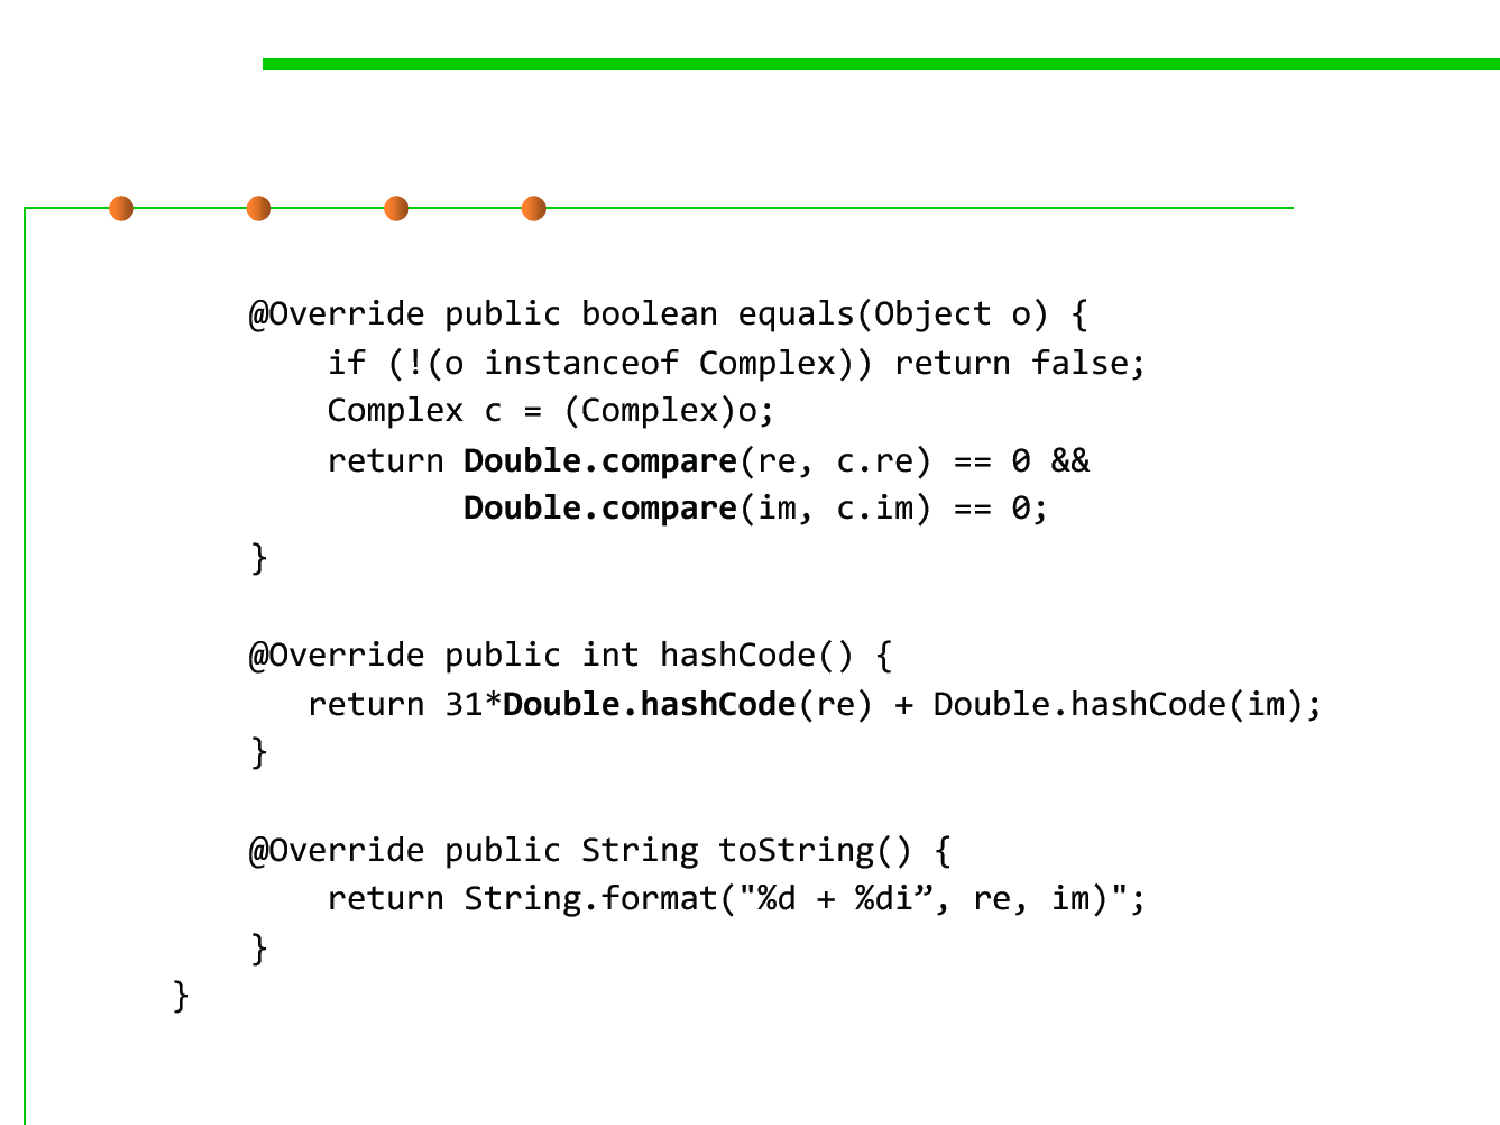 @Override public boolean equals(Object o) {
if (!(o instanceof Complex)) return false;
Complex c = (Complex)o;
return Double.compare(re, c.re) == 0 &&
Double.compare(im, c.im) == 0;
}
@Override public int hashCode() {
return 31*Double.hashCode(re) + Double.hashCode(im);
}
@Override public String toString() {
return String.format("%d + %di”, re, im)";
}
}